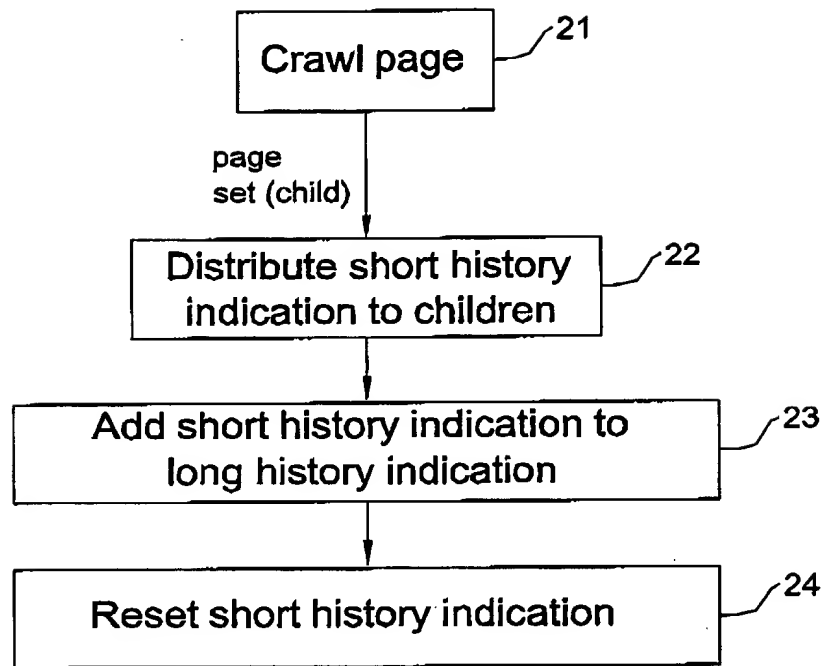 21
Crawl page
page
set (child)
22
Distribute short history
indication to children
23
Add short history indication to
long history indication
24
Reset short history indication